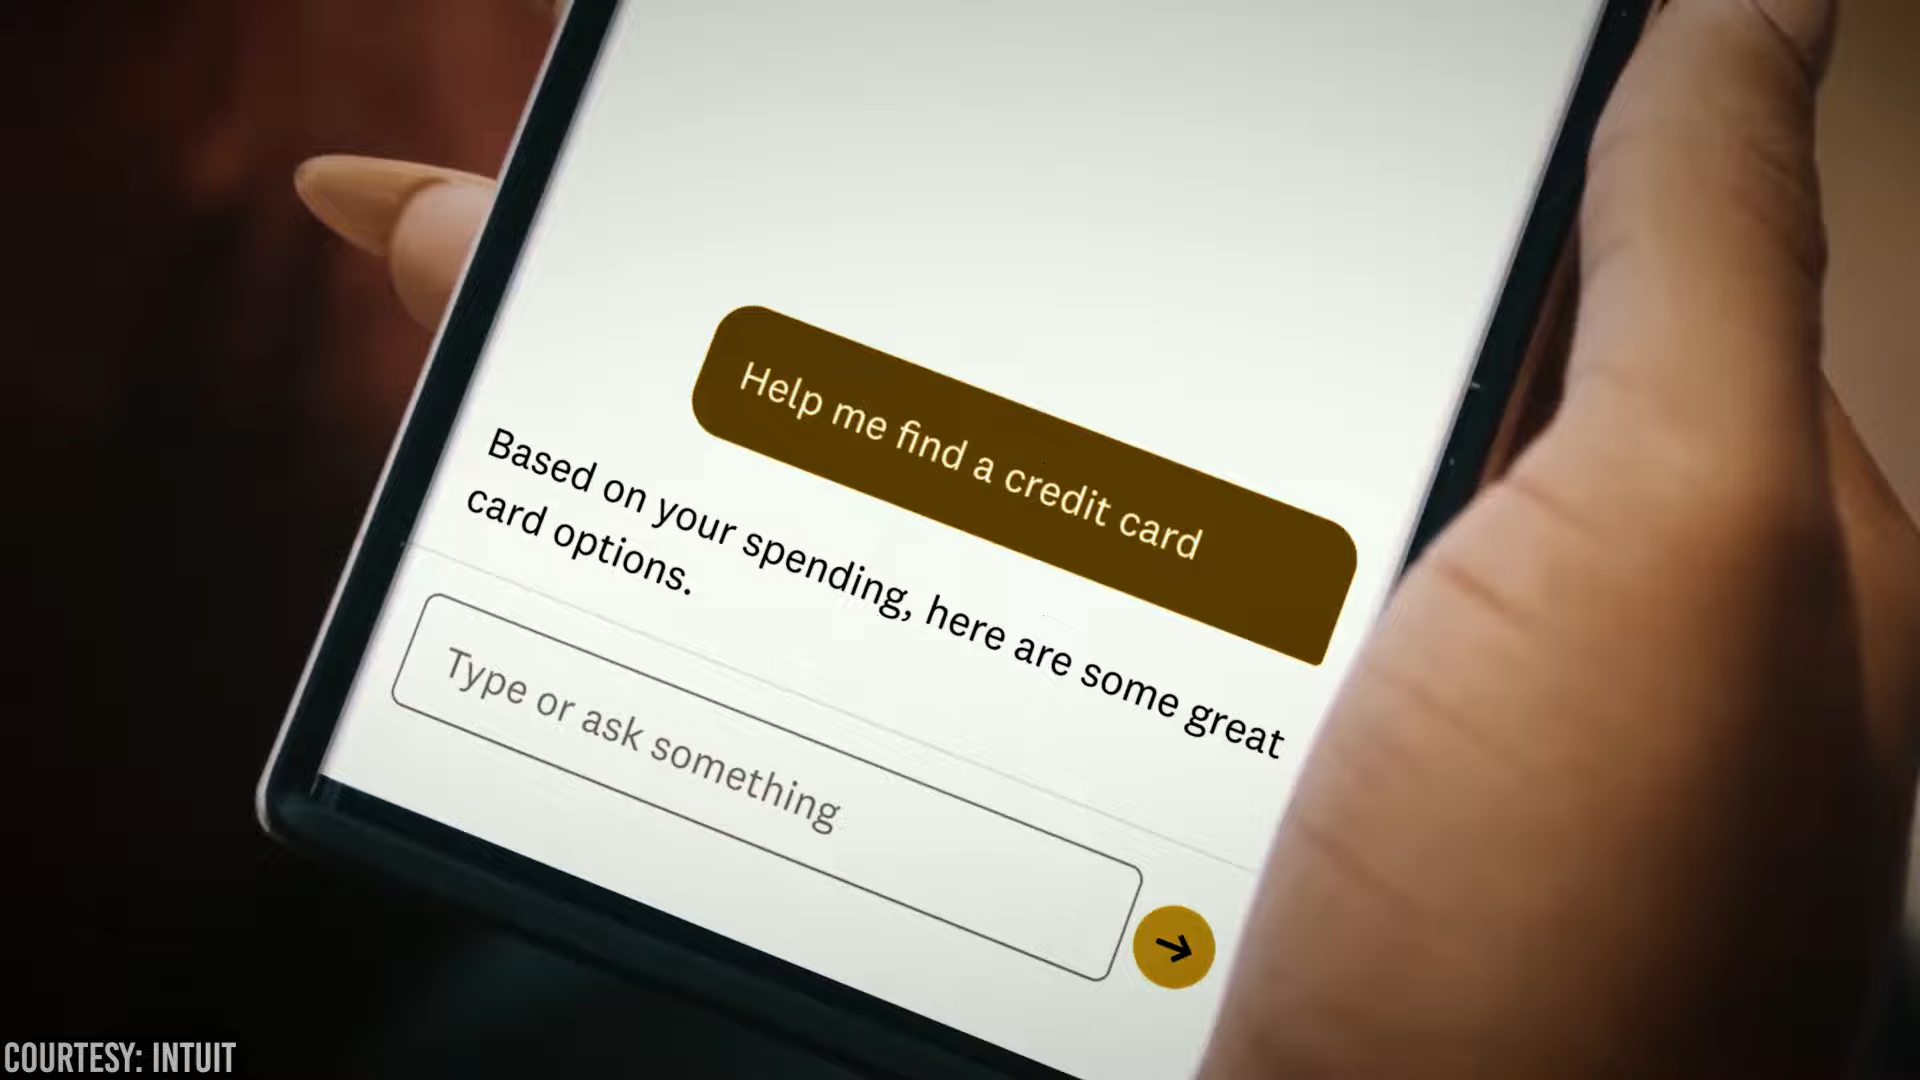 Help me find a credit card
Based on your spending, here are some great
card options.
Type or ask something
COURTESY: INTUIT